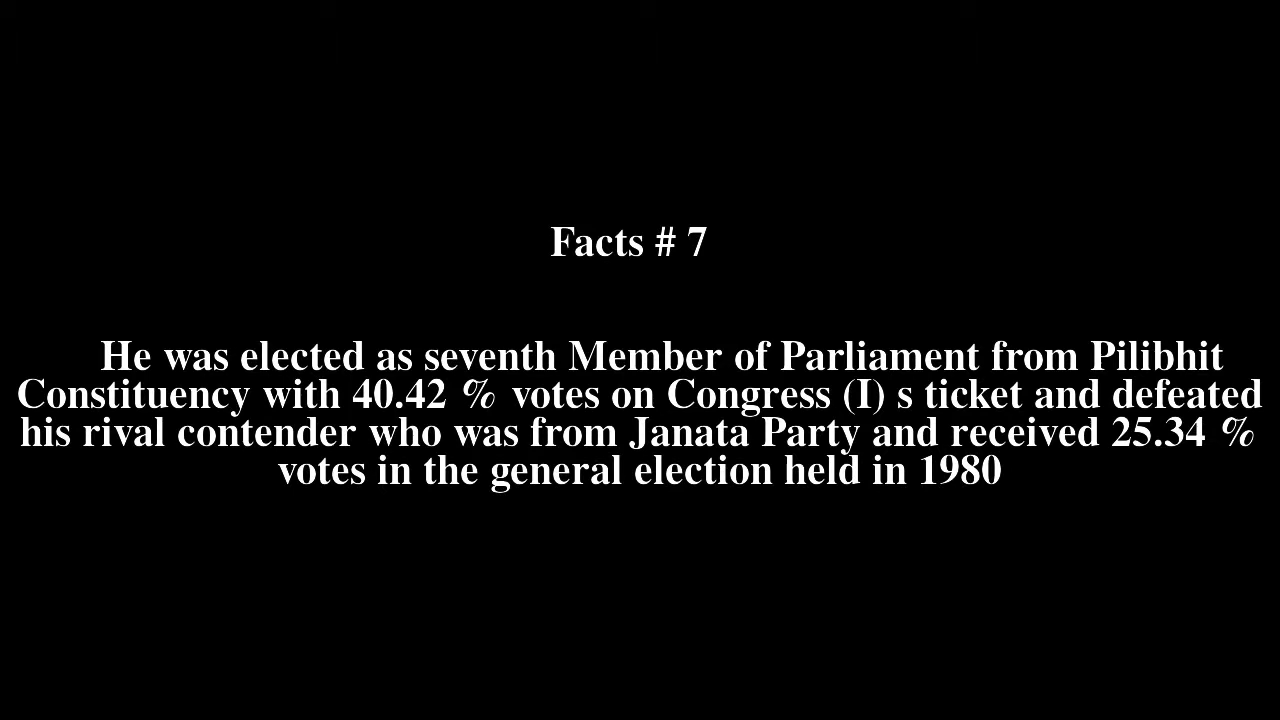 Facts # 7
He was elected as seventh Member of Parliament from Pilibhit
Constituency with 40.42 % votes on Congress (I) s ticket and defeated
his rival contender who was from Janata Party and received 25.34 %
votes in the general election held in 1980